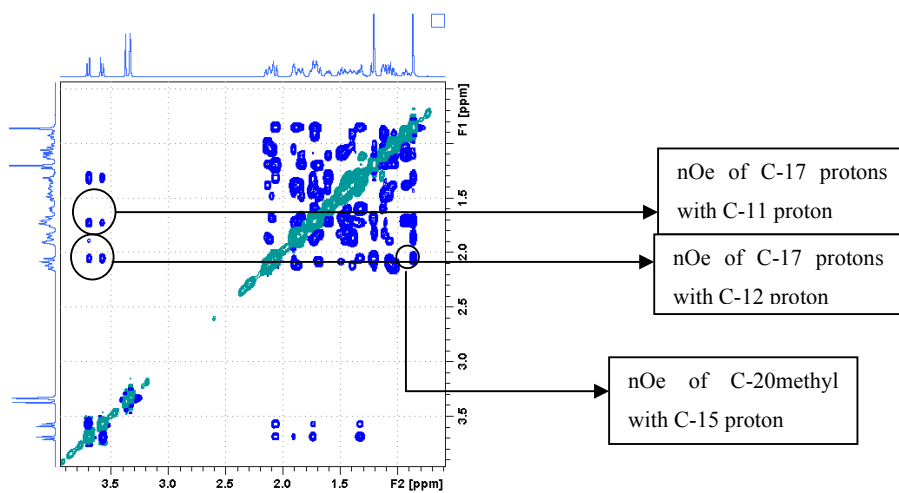 F1 [ppm]
1.5
2.0
2.5
3.0
3.5
3.5
3.0
2.5
2.0
1.5
F2 [ppm]
nOe of C-17 protons
with C-11 proton
nOe of C-17 protons
with C-12 proton
nOe of C-20methyl
with C-15 proton